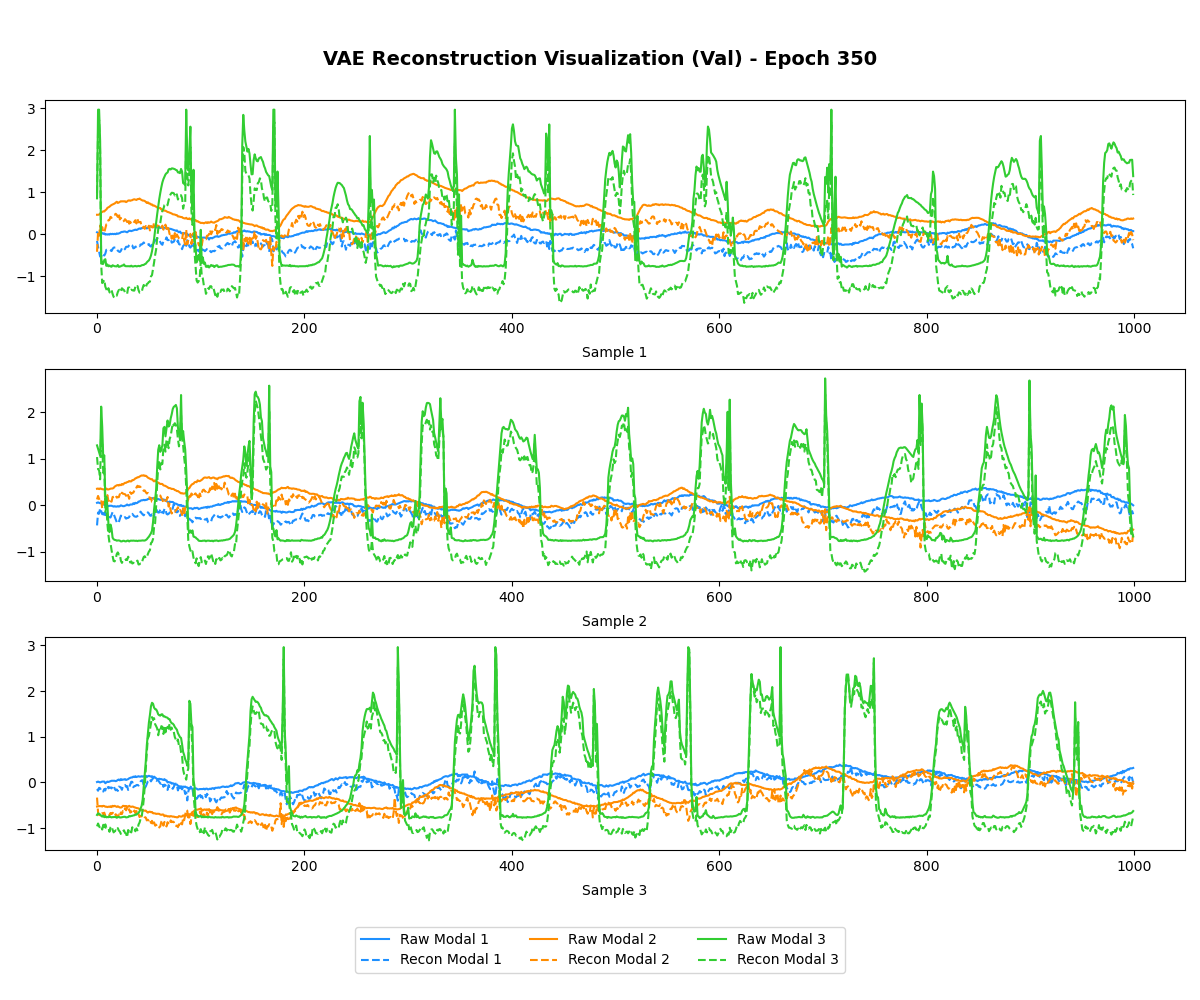 VAE Reconstruction Visualization (Val) - Epoch 350
3
2
1
0
−1
0 200 400 600 800 1000
Sample 1
2
1
0
−1
0 200 400 600 800 1000
Sample 2
3
2
1
0
−1
0 200 400 600 800 1000
Sample 3
Raw Modal 1 Raw Modal 2 Raw Modal 3
Recon Modal 1 Recon Modal 2 Recon Modal 3